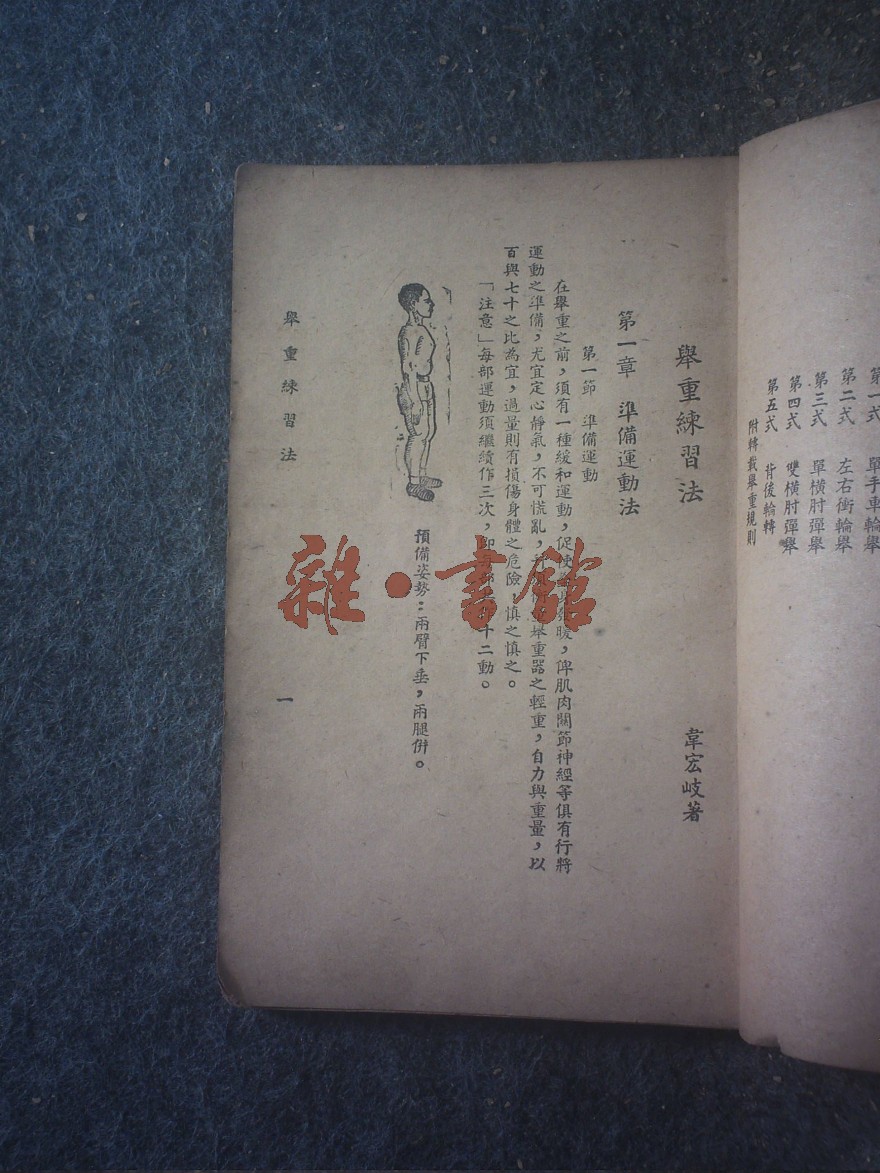 第一式 單手車輪舉
第二式 左右衝輪舉
第三式 單橫肘彈舉
第四式 雙橫肘彈舉
第五式 背後輪轉
附轉載舉重規則
舉重練習法
韋宏岐著
第一章 準備運動法
第一節 準備運動
在舉重之前,須有一種緩和運動,促使 暖,俾肌肉關節神經等俱有行將
運動之準備,尤宜定心靜氣,不可慌亂, 舉重器之輕重,自力與重量,以
百與七十之比為宜,過量則有損傷身體之危險,慎之慎之。
「注意」每部運動須繼續作三次,即 十二動。
預備姿勢:兩臂下垂,兩腿併。
舉重練習法
一
雜·書館